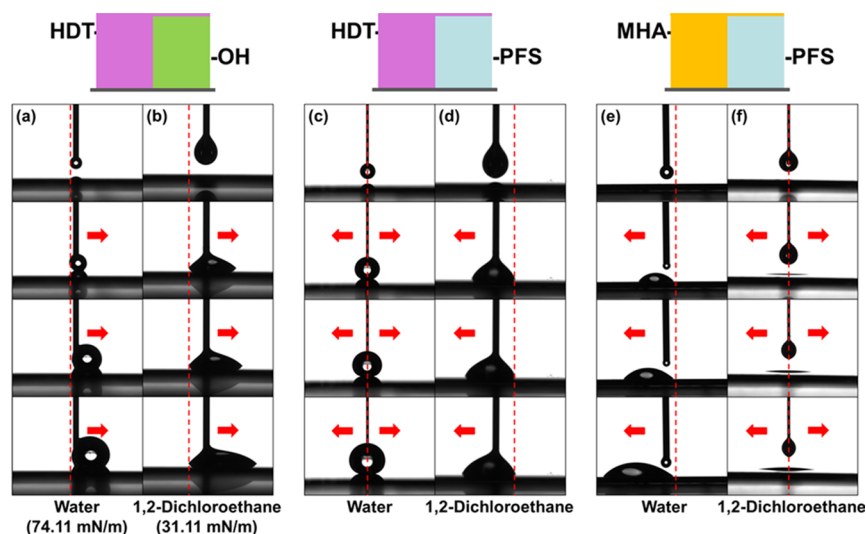 HDT-
-OH
HDT-
-PFS
MHA-
-PFS
(a)
(b)
(c)
(d)
(e)
(f)
Water
(74.11 mN/m)
1,2-Dichloroethane
(31.11 mN/m)
Water
1,2-Dichloroethane
Water
1,2-Dichloroethane